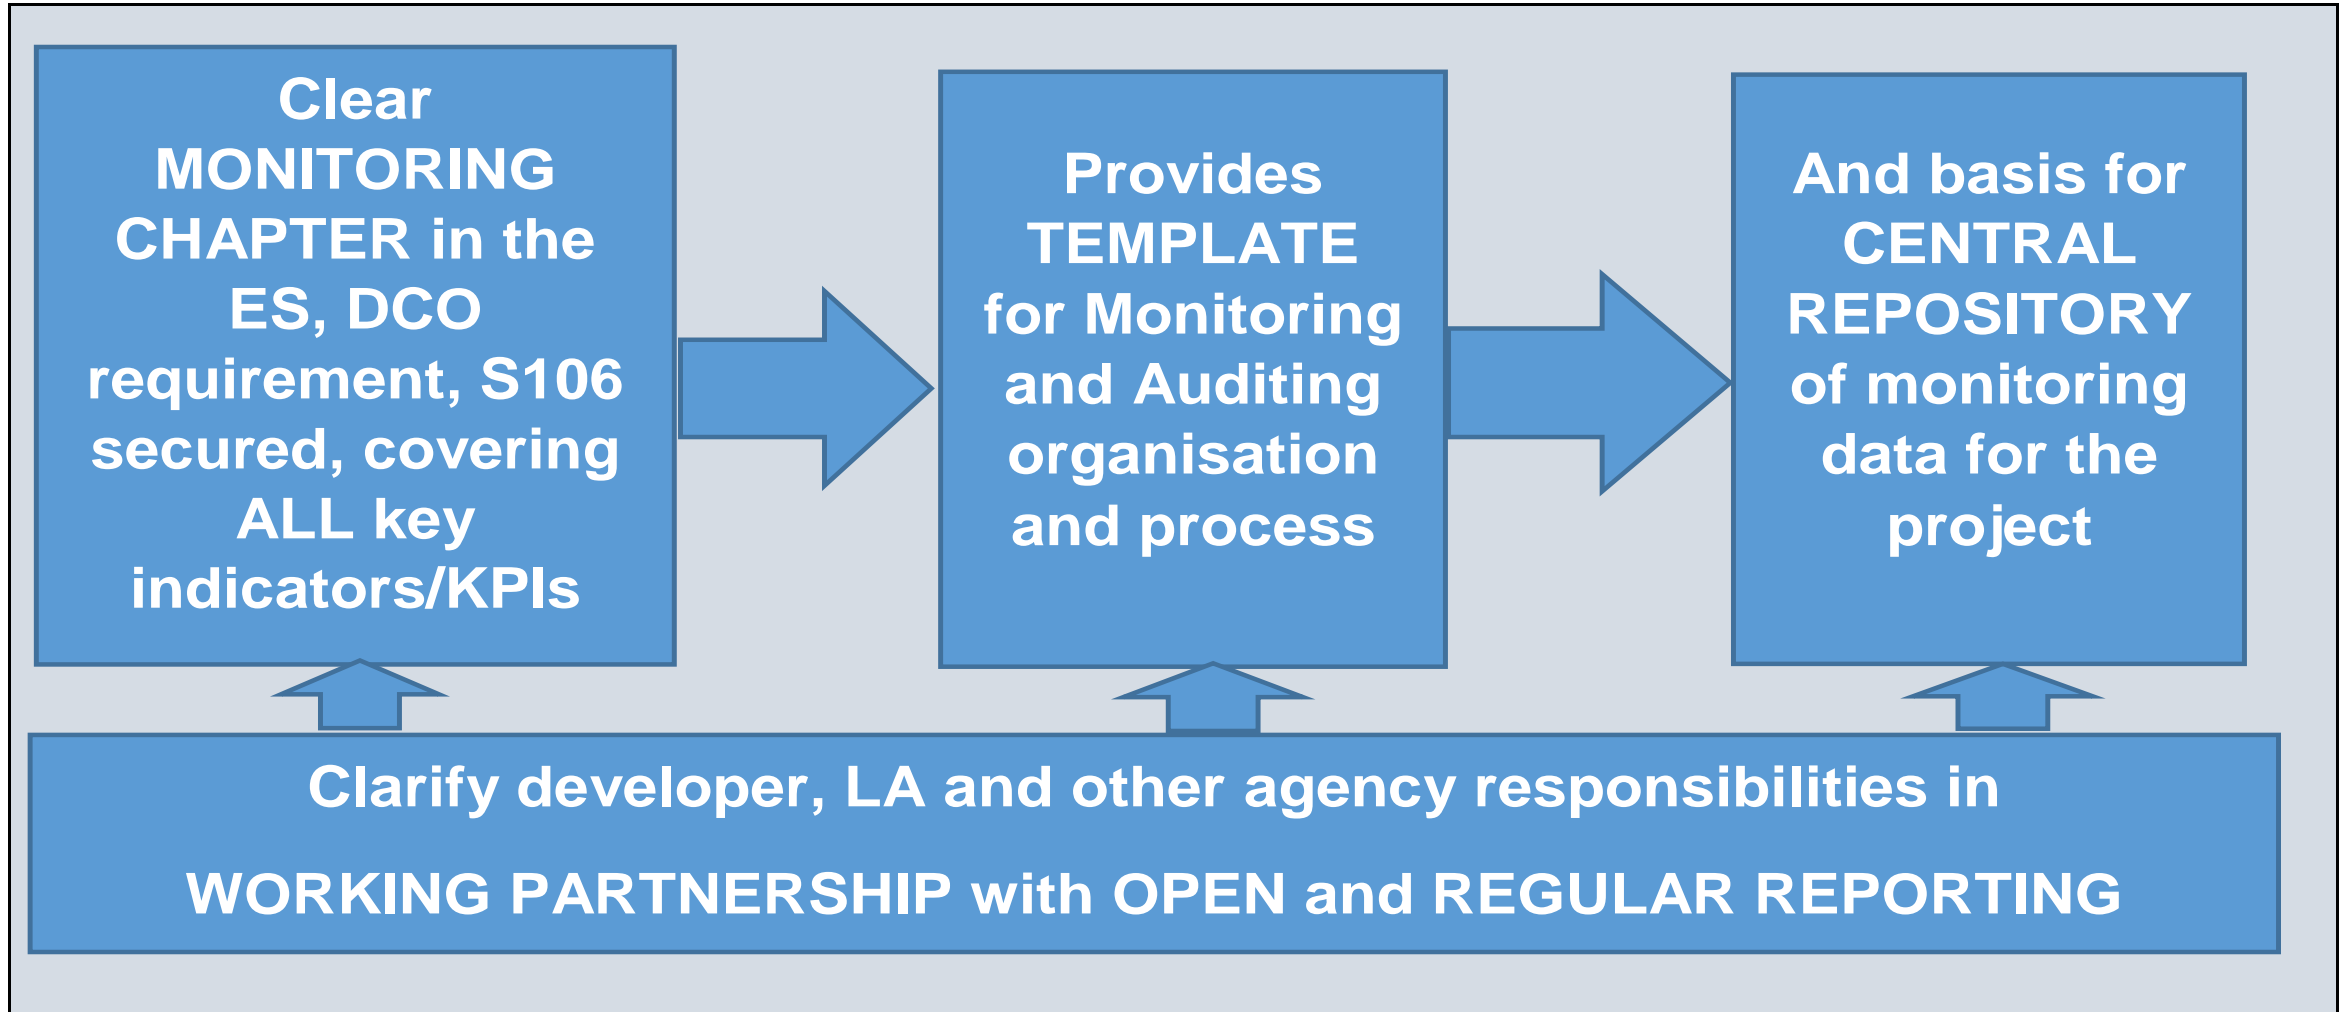 Clear
MONITORING
CHAPTER in the
ES, DCO
requirement, S106
secured, covering
ALL key
indicators/KPIs
Provides
TEMPLATE
for Monitoring
and Auditing
organisation
and process
And basis for
CENTRAL
REPOSITORY
of monitoring
data for the
project
Clarify developer, LA and other agency responsibilities in
WORKING PARTNERSHIP with OPEN and REGULAR REPORTING